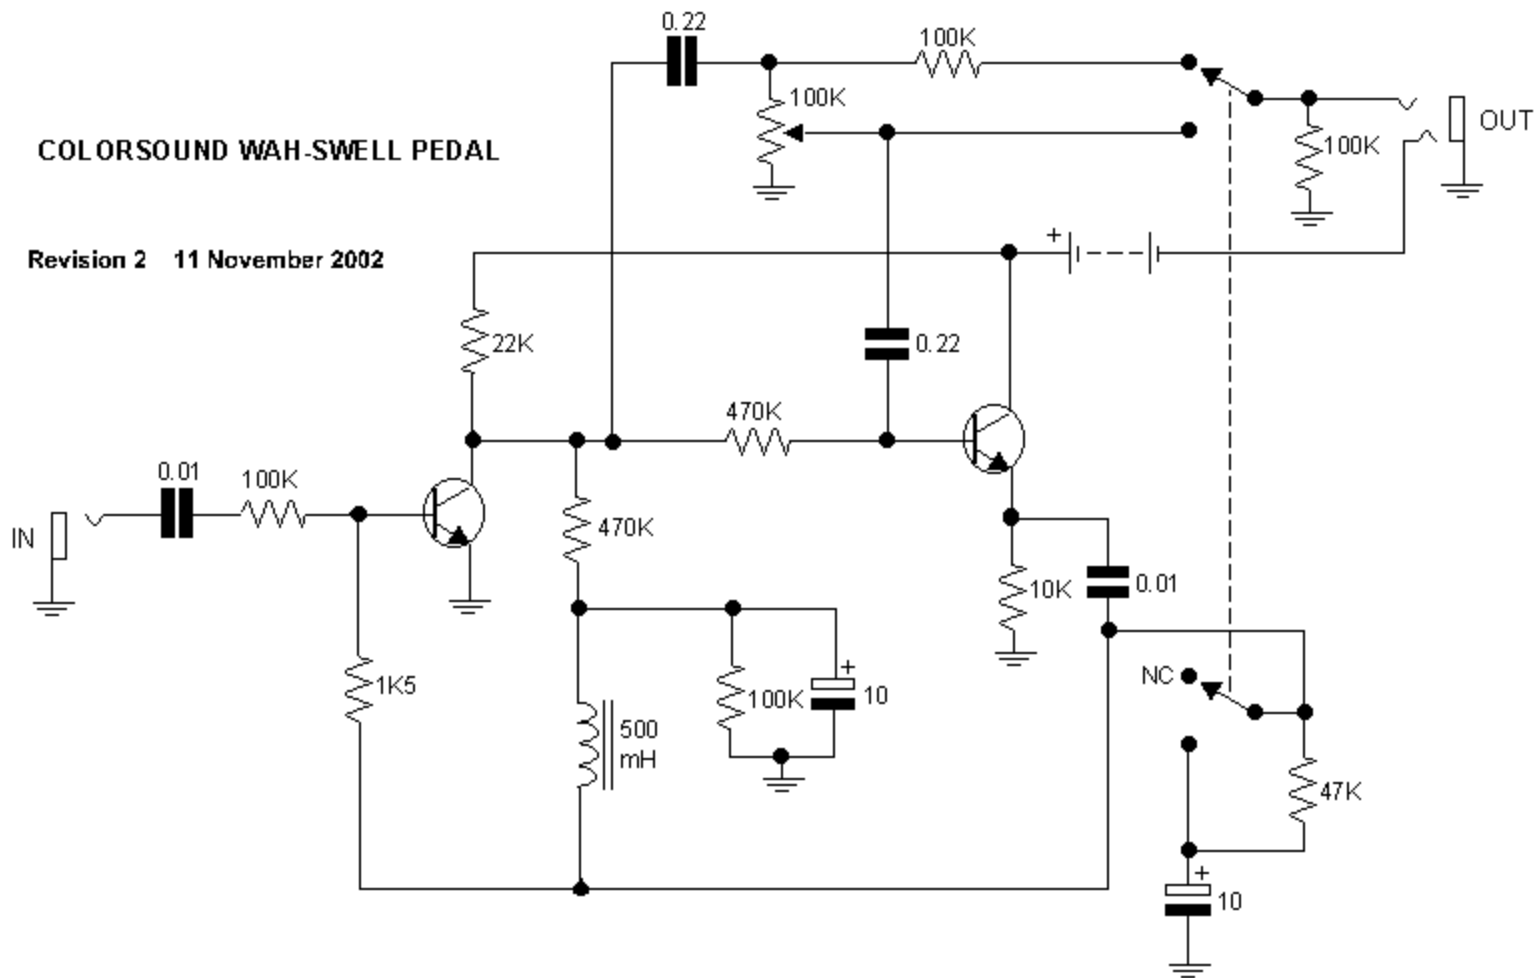 0.22
100K
100K
COLORSOUND WAH-SWELL PEDAL
100K
OUT
Revision 2 11 November 2002
+
22K
0.22
470K
0.01
100K
IN
470K
10K
0.01
1K5
+
100K
10
NC
500
mH
47K
+
10